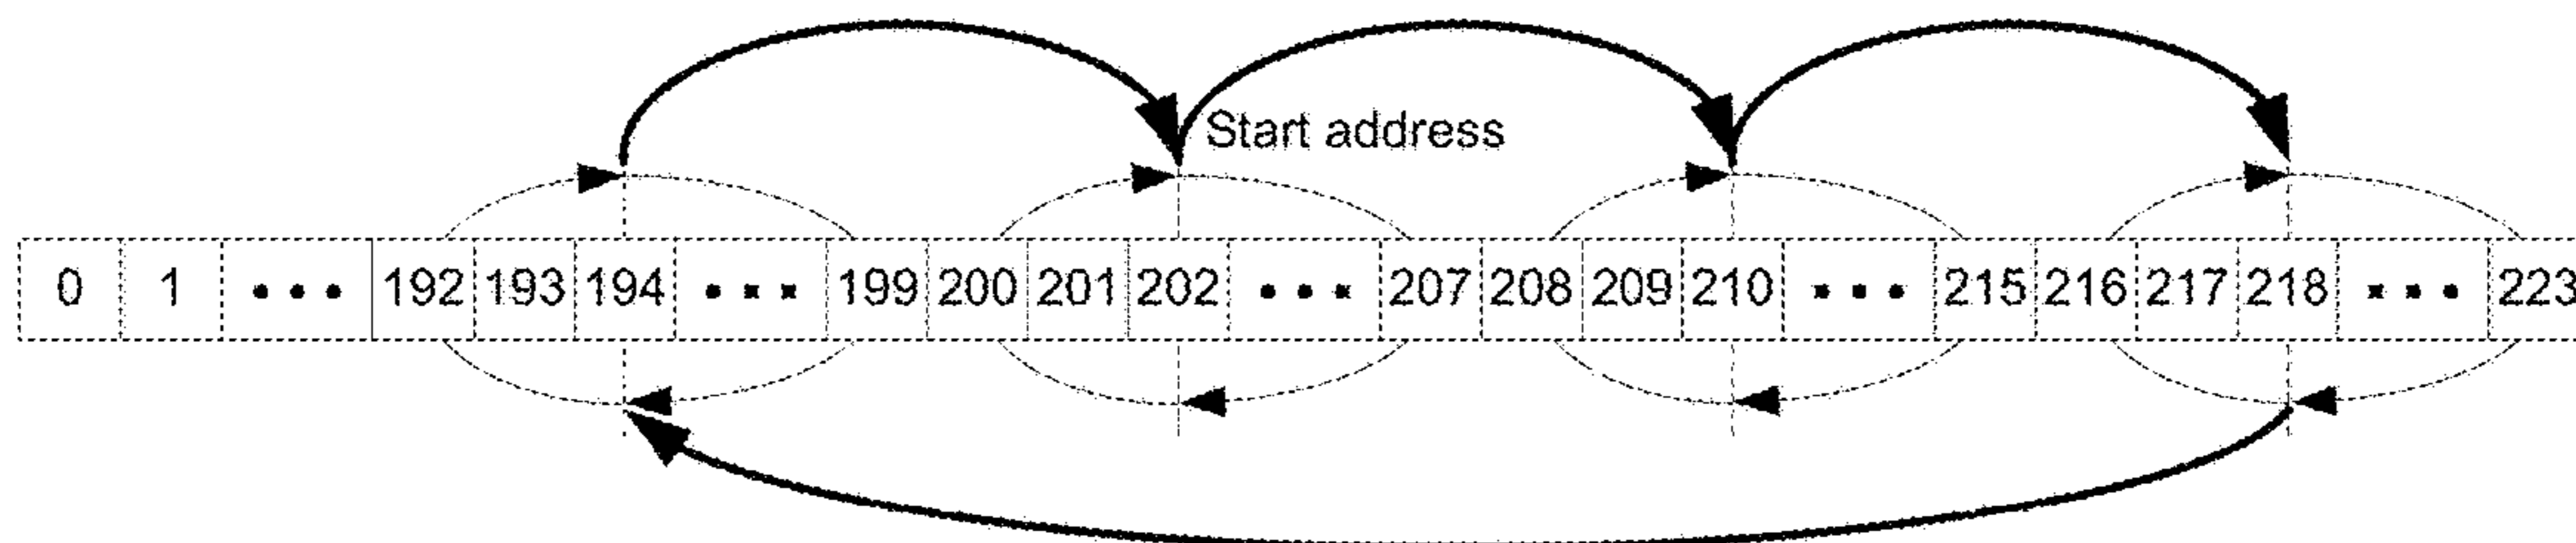 Start address
0 1 ••• 192 193 194 ••• 199 200 201 202 ••• 207 208 209 210 ••• 215 216 217 218 ••• 223